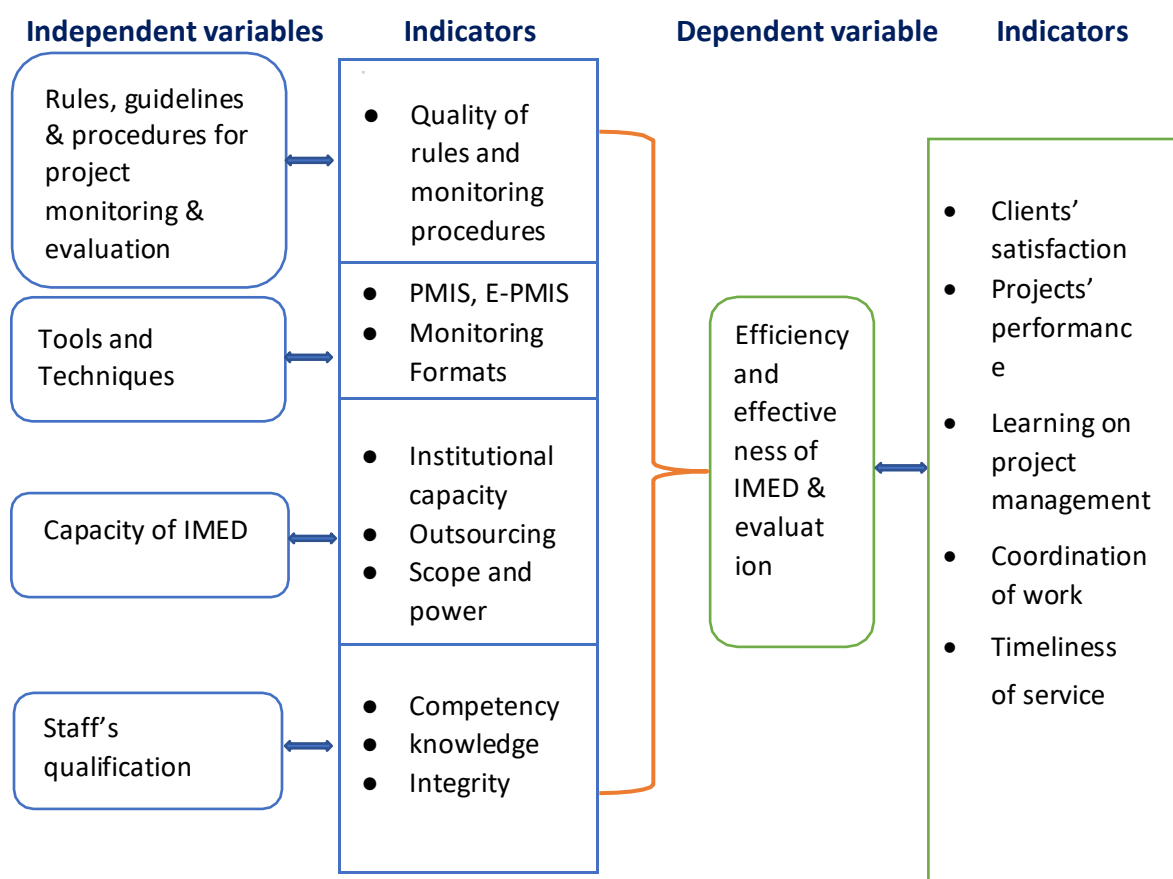 Independent variables
Indicators
Dependent variable
Indicators
Rules, guidelines
& procedures for
project
monitoring &
evaluation
● Quality of
rules and
monitoring
procedures
Tools and
Techniques
● PMIS, E-PMIS
● Monitoring
Formats
Capacity of IMED
● Institutional
capacity
● Outsourcing
● Scope and
power
Staff’s
qualification
● Competency
● knowledge
● Integrity
Efficiency
and
effective
ness of
IMED &
evaluat
ion
● Clients’
satisfaction
● Projects’
performanc
e
● Learning on
project
management
● Coordination
of work
● Timeliness
of service